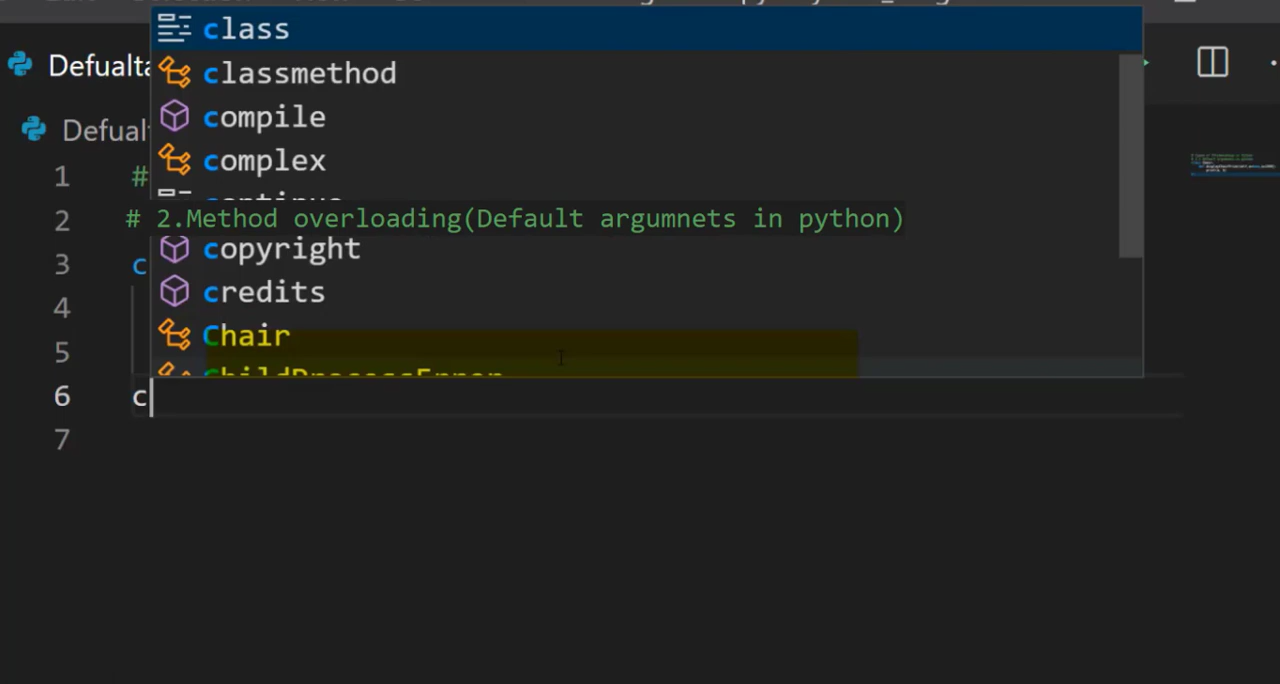 class
Defualta
classmethod
Defual
compile
1 #
complex
2 # 2.Method overloading(Default argumnets in python)
3 c
copyright
4
credits
5
Chair
ChildProcessError
6 c
7